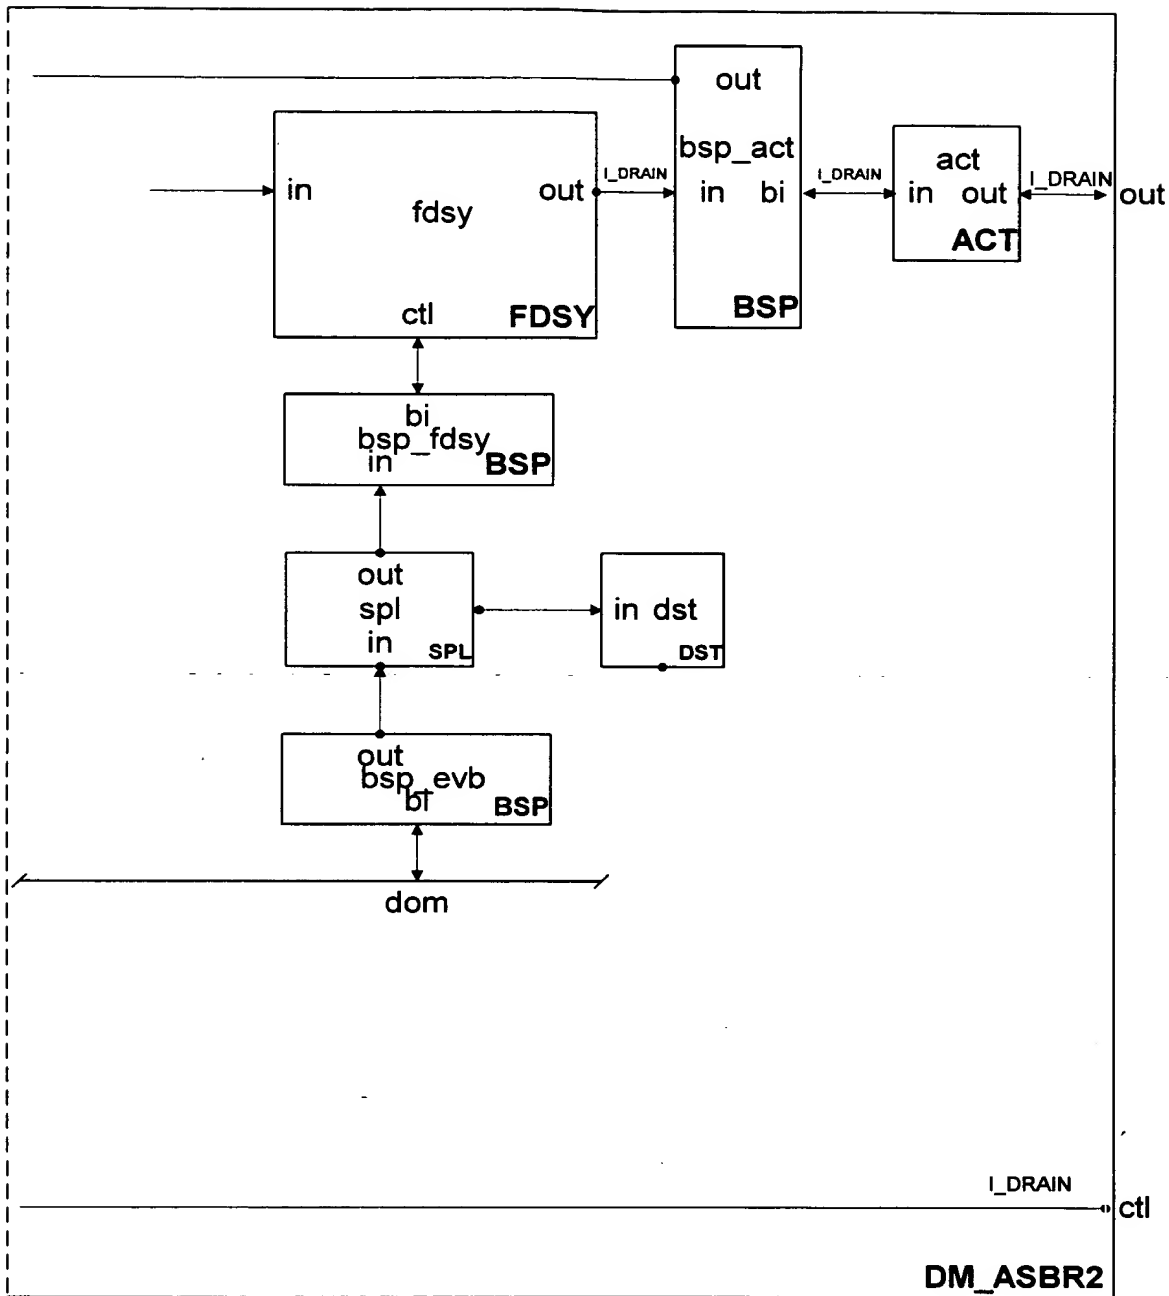 out
bsp_act
in bi
BSP
in
fdsy
out
ctl
FDSY
I_DRAIN
I_DRAIN
act
in out
ACT
I_DRAIN
out
bi
bsp_fdsy
in
BSP
out
spl
in
SPL
in dst
DST
out
bsp_evb
bi
BSP
dom
I_DRAIN
ctl
DM_ASBR2